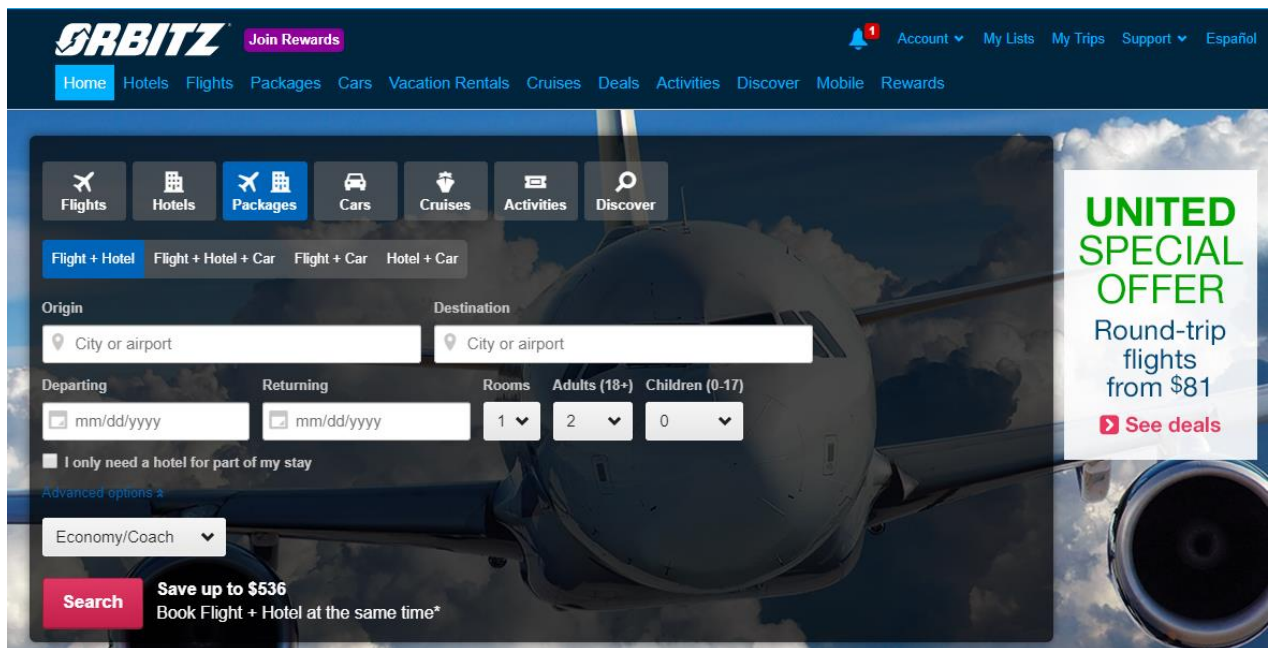 ORBITZ Join Rewards 1 Account My Lists My Trips Support Español
Home Hotels Flights Packages Cars Vacation Rentals Cruises Deals Activities Discover Mobile Rewards
Flights Hotels Packages Cars Cruises Activities Discover
Flight + Hotel Flight + Hotel + Car Flight + Car Hotel + Car
Origin Destination
City or airport City or airport
Departing Returning Rooms Adults (18+) Children (0-17)
mm/dd/yyyy mm/dd/yyyy 1 2 0
I only need a hotel for part of my stay
Advanced options
Economy/Coach
Search
Save up to $536
Book Flight + Hotel at the same time*
UNITED
SPECIAL
OFFER
Round-trip
flights
from $81
See deals